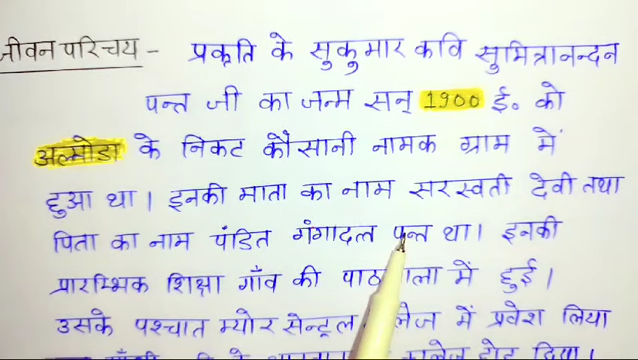 जीवन परिचय - प्रकृति के सुकुमार कवि सुमित्रानन्दन
पन्त जी का जन्म सन् 1900 ई० को
अल्मोडा के निकट कौसानी नामक ग्राम में
हुआ था। इनकी माता का नाम सरस्वती देवी तथा
पिता का नाम पंडित गंगादत्त पन्त था। इनकी
प्रारम्भिक शिक्षा गाँव की में हुई।
उसके पश्चात म्योर सेन्ट्रल में प्रवेश लिया